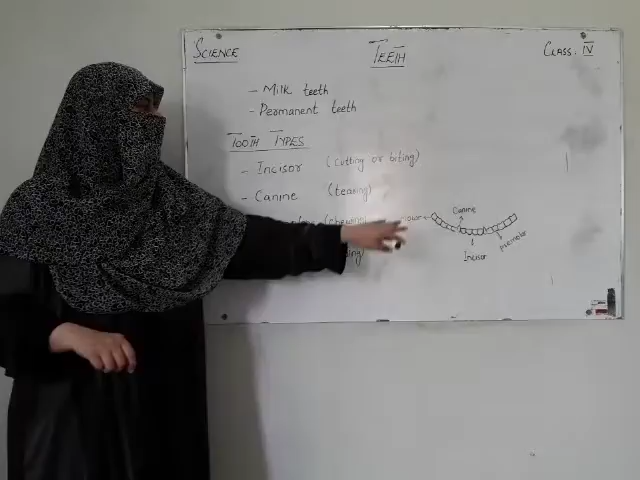 SCIENCE
TEETH
CLASS: IV
- Milk teeth
- Permanent teeth
TOOTH TYPES
- Incisor (cutting or biting)
- Canine (tearing)
Canine
Incisor
premolar